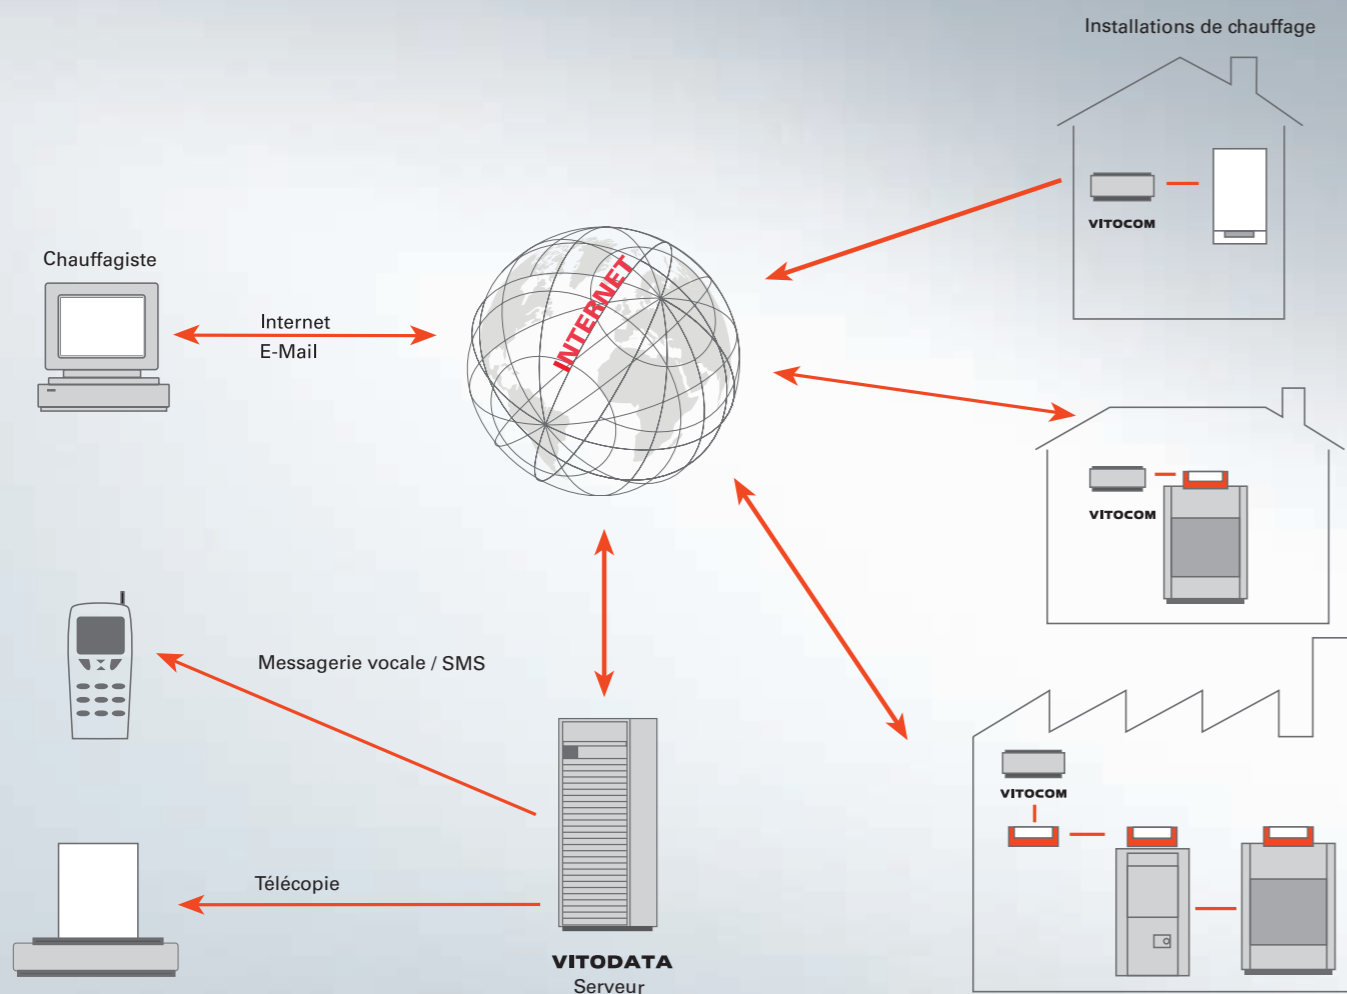 Installations de chauffage
VITOCOM
Chauffagiste
Internet
E-Mail
INTERNET
VITOCOM
Messagerie vocale / SMS
VITOCOM
Télécopie
VITODATA
Serveur